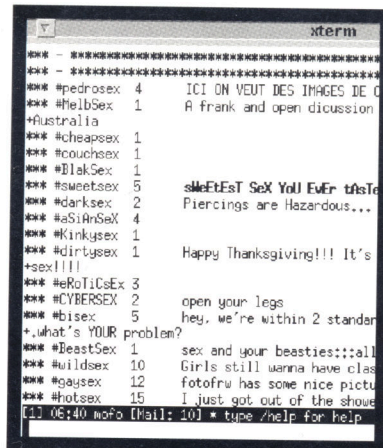 xterm
*** - ******************************************
*** - ******************************************
*** #pedrosex 4 ICI ON VEUT DES IMAGES DE
*** #MelbSex 1 A frank and open dicussion
+Australia
*** #cheapsex 1
*** #couchsex 1
*** #BlakSex 1
*** #sweetsex 5 sWeEtEsT SeX YoU EvEr tAsTe
*** #darksex 2 Piercings are Hazardous...
*** #aSiAnSeX 4
*** #Kinkysex 1
*** #dirtysex 1 Happy Thanksgiving!!! It's
+sex!!!!
*** #eRoTiCsEx 3
*** #CYBERSEX 2 open your legs
*** #bisex 5 hey, we're within 2 standar
+.what's YOUR problem?
*** #BeastSex 1 sex and your beasties:::all
*** #wildsex 10 Girls still wanna have clas
*** #gaysex 12 fotofrw has some nice pictu
*** #hotsex 15 I just got out of the showe
[1] 06:40 mofo [Mail: 10] * type /help for help